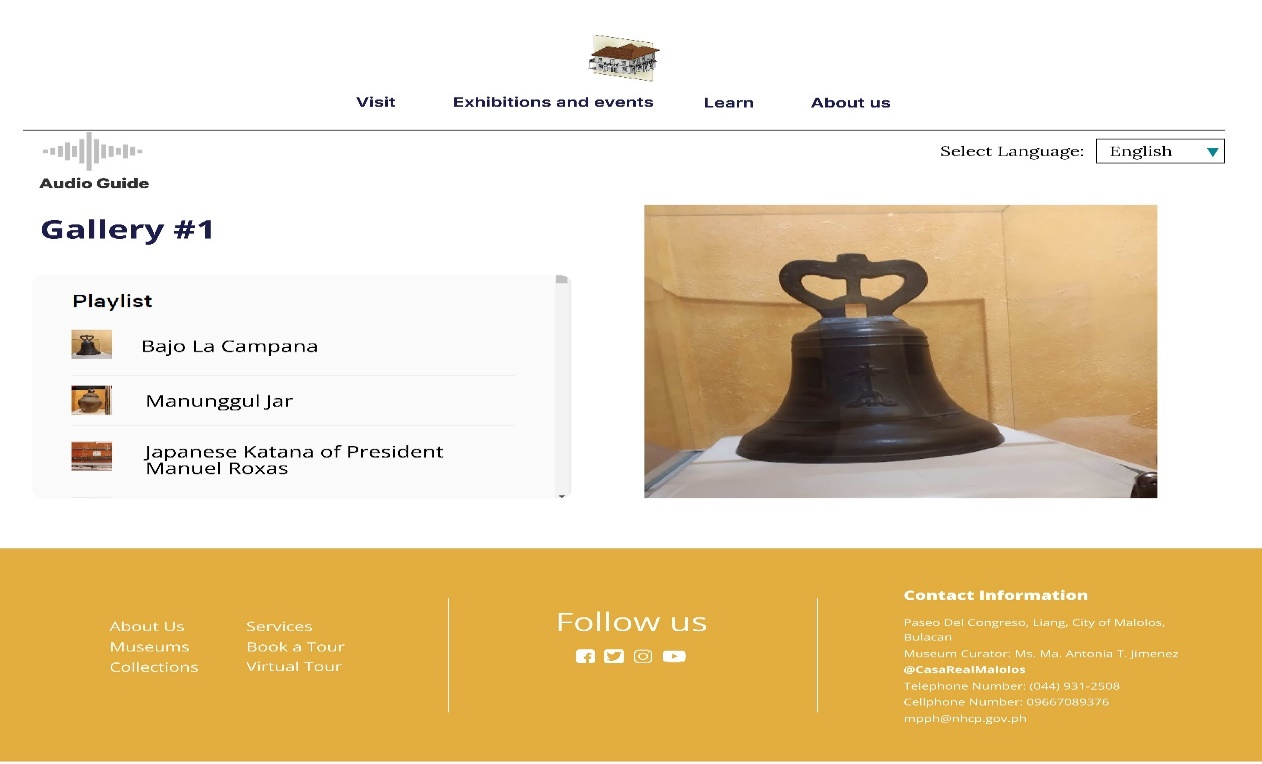 Visit Exhibitions and events Learn About us
Select Language: English
Audio Guide
Gallery #1
Playlist
Bajo La Campana
Manunggul Jar
Japanese Katana of President
Manuel Roxas
About Us Services
Museums Book a Tour
Collections Virtual Tour
Follow us
Contact Information
Paseo Del Congreso, Liang, City of Malolos,
Bulacan
Museum Curator: Ms. Ma. Antonia T. Jimenez
@CasaRealMalolos
Telephone Number: (044) 931-2508
Cellphone Number: 09667089376
mpph@nhcp.gov.ph